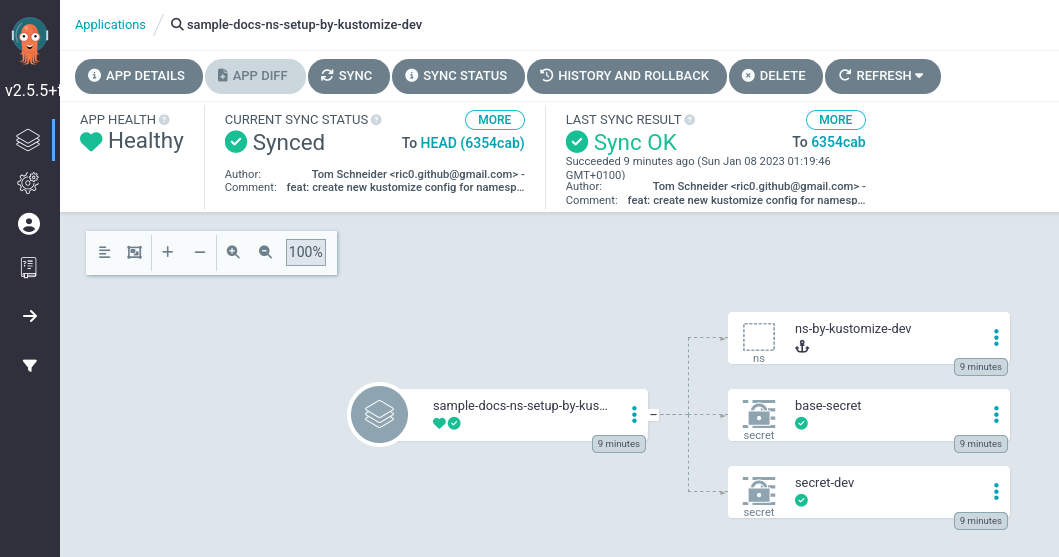 Applications
sample-docs-ns-setup-by-kustomize-dev
v2.5.5+
APP DETAILS
APP DIFF
SYNC
SYNC STATUS
HISTORY AND ROLLBACK
DELETE
REFRESH
APP HEALTH
Healthy
CURRENT SYNC STATUS
MORE
Synced
To HEAD (6354cab)
Author: Tom Schneider <ric0.github@gmail.com> -
Comment: feat: create new kustomize config for namesp...
LAST SYNC RESULT
MORE
Sync OK
To 6354cab
Succeeded 9 minutes ago (Sun Jan 08 2023 01:19:46
GMT+0100)
Author: Tom Schneider <ric0.github@gmail.com> -
Comment: feat: create new kustomize config for namesp...
100%
ns-by-kustomize-dev
ns
9 minutes
sample-docs-ns-setup-by-kus...
9 minutes
base-secret
secret
9 minutes
secret-dev
secret
9 minutes